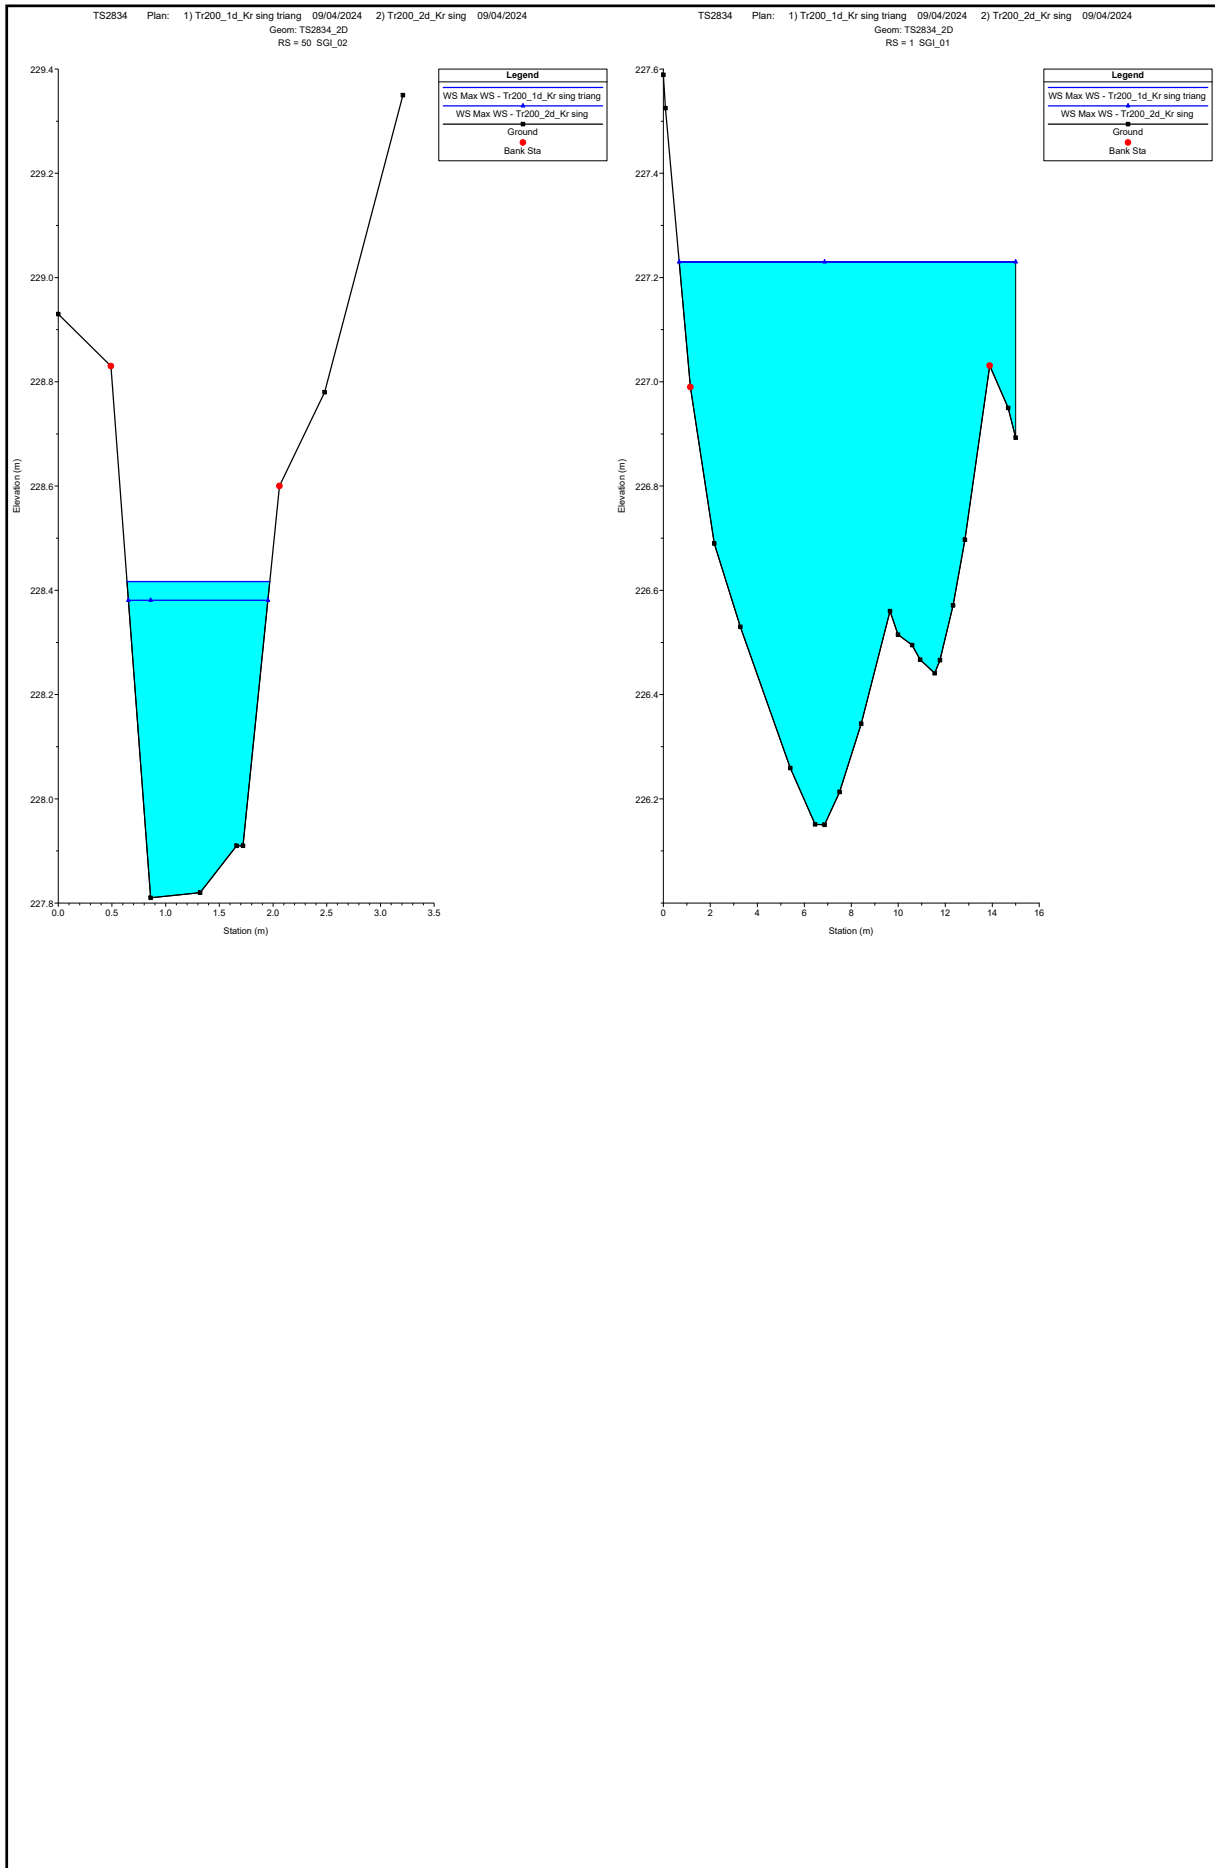 TS2834 Plan: 1) Tr200_1d_Kr sing triang 09/04/2024 2) Tr200_2d_Kr sing 09/04/2024
Geom: TS2834_2D
RS = 50 SGI_02
229.4
229.2
229.0
228.8
228.6
228.4
228.2
228.0
227.8
Elevation (m)
0.0 0.5 1.0 1.5 2.0 2.5 3.0 3.5
Station (m)
Legend
WS Max WS - Tr200_1d_Kr sing triang
WS Max WS - Tr200_2d_Kr sing
Ground
Bank Sta
TS2834 Plan: 1) Tr200_1d_Kr sing triang 09/04/2024 2) Tr200_2d_Kr sing 09/04/2024
Geom: TS2834_2D
RS = 1 SGI_01
227.6
227.4
227.2
227.0
226.8
226.6
226.4
226.2
Elevation (m)
0 2 4 6 8 10 12 14 16
Station (m)
Legend
WS Max WS - Tr200_1d_Kr sing triang
WS Max WS - Tr200_2d_Kr sing
Ground
Bank Sta